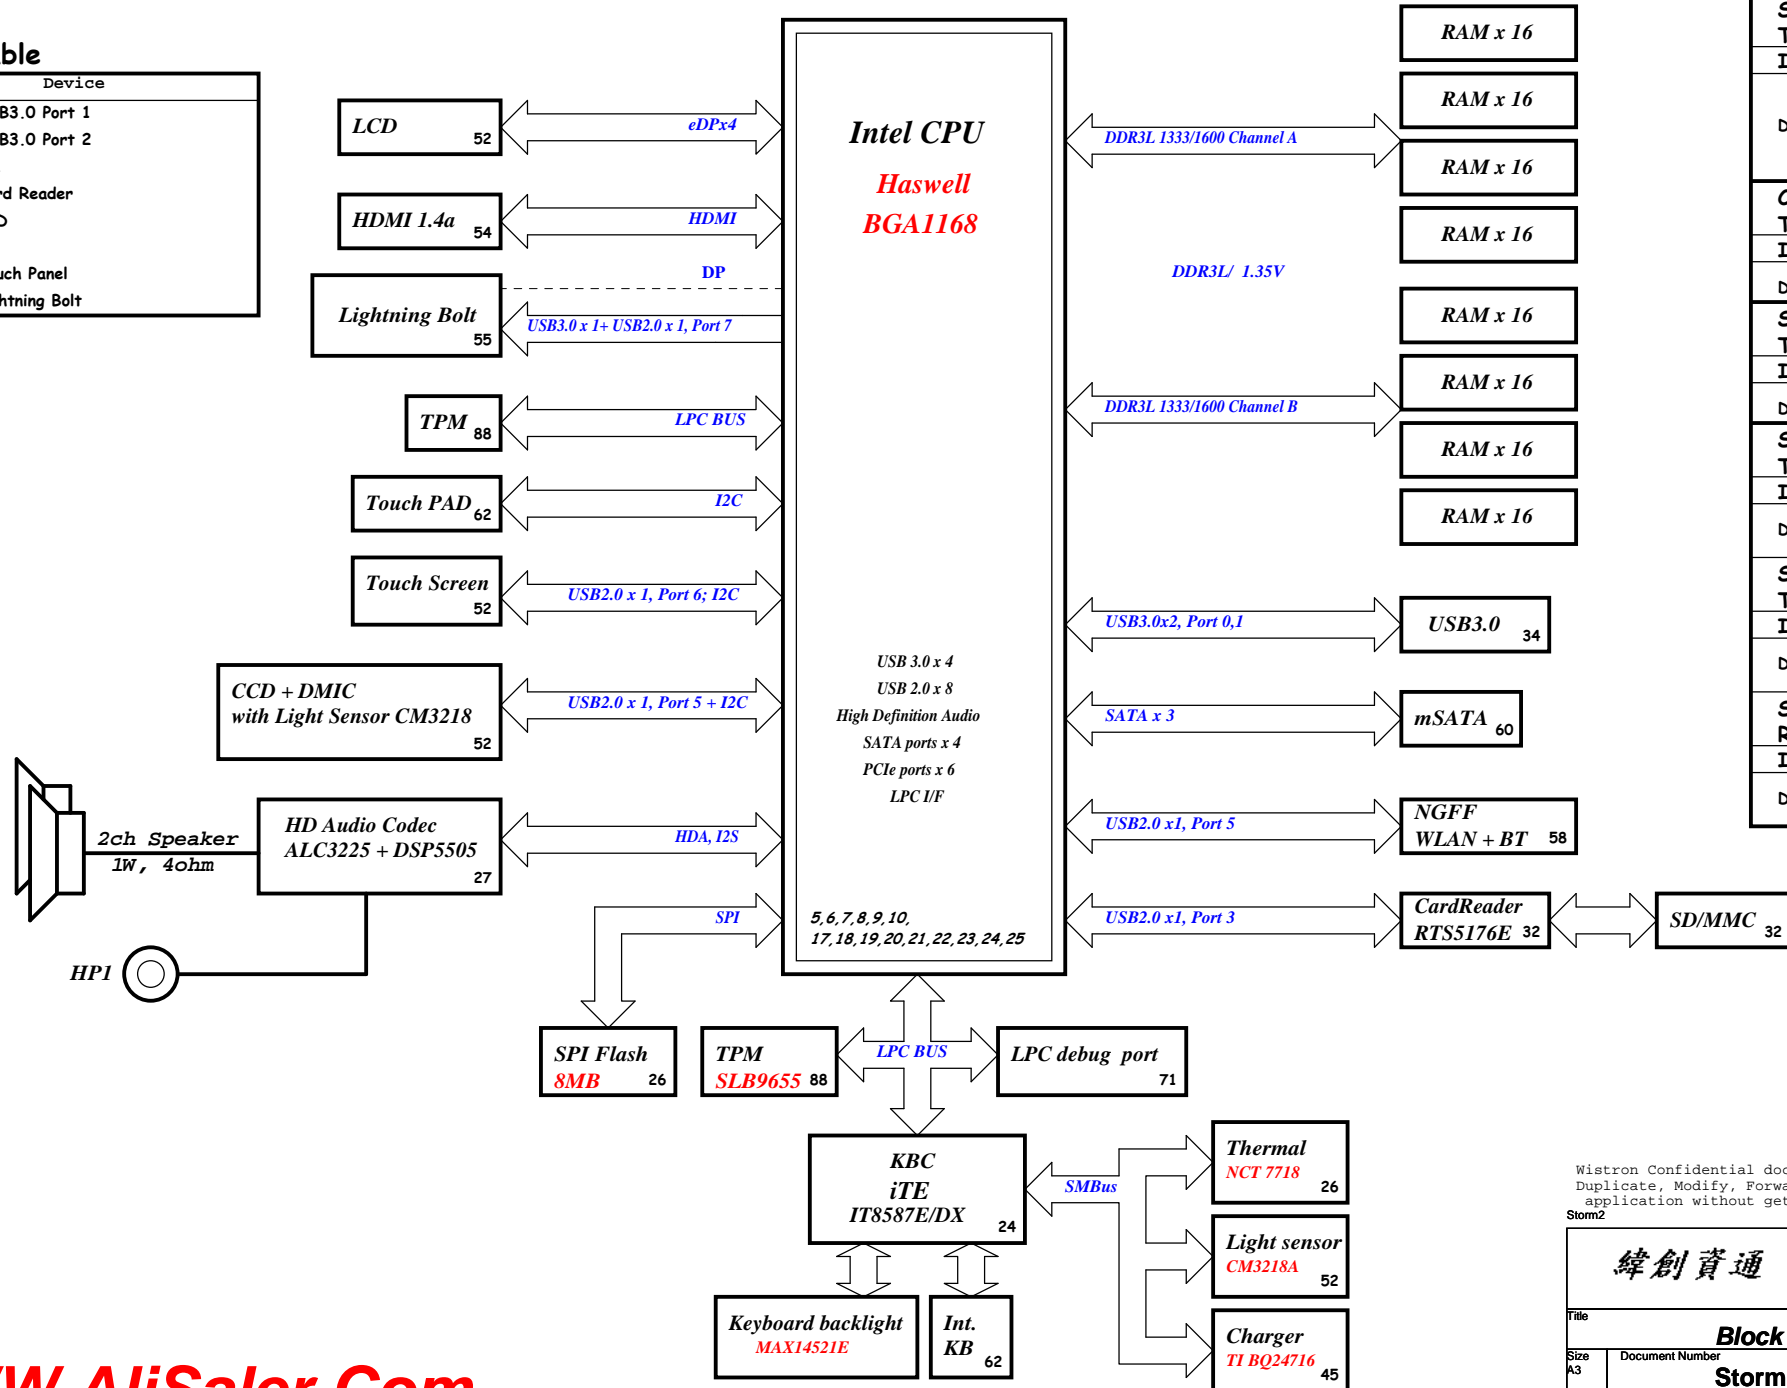 ble
Device
B3.0 Port 1
B3.0 Port 2
rd Reader
uch Panel
htning Bolt
LCD
52
eDPx4
HDMI 1.4a
54
HDMI
DP
Lightning Bolt
55
USB3.0 x 1+ USB2.0 x 1, Port 7
TPM
88
LPC BUS
Touch PAD
62
I2C
Touch Screen
52
USB2.0 x 1, Port 6; I2C
CCD + DMIC
with Light Sensor CM3218
52
USB2.0 x 1, Port 5 + I2C
2ch Speaker
1W, 4ohm
HD Audio Codec
ALC3225 + DSP5505
27
HDA, I2S
HP1
SPI
Intel CPU
Haswell
BGA1168
USB 3.0 x 4
USB 2.0 x 8
High Definition Audio
SATA ports x 4
PCIe ports x 6
LPC I/F
5,6,7,8,9,10,
17,18,19,20,21,22,23,24,25
RAM x 16
RAM x 16
DDR3L 1333/1600 Channel A
RAM x 16
RAM x 16
DDR3L/ 1.35V
RAM x 16
RAM x 16
DDR3L 1333/1600 Channel B
RAM x 16
RAM x 16
USB3.0x2, Port 0,1
USB3.0
34
SATA x 3
mSATA
60
USB2.0 x1, Port 5
NGFF
WLAN + BT
58
USB2.0 x1, Port 3
CardReader
RTS5176E
32
SD/MMC
32
SPI Flash
8MB
26
TPM
SLB9655
88
LPC BUS
LPC debug port
71
KBC
iTE
IT8587E/DX
24
SMBus
Thermal
NCT 7718
26
Light sensor
CM3218A
52
Charger
TI BQ24716
45
Keyboard backlight
MAX14521E
Int.
KB
62
Wistron Confidential doc
Duplicate, Modify, Forwa
application without get
Storm2
緯創資通
Title
Block
Size
A3
Document Number
Storm
W.AliSaler.Com